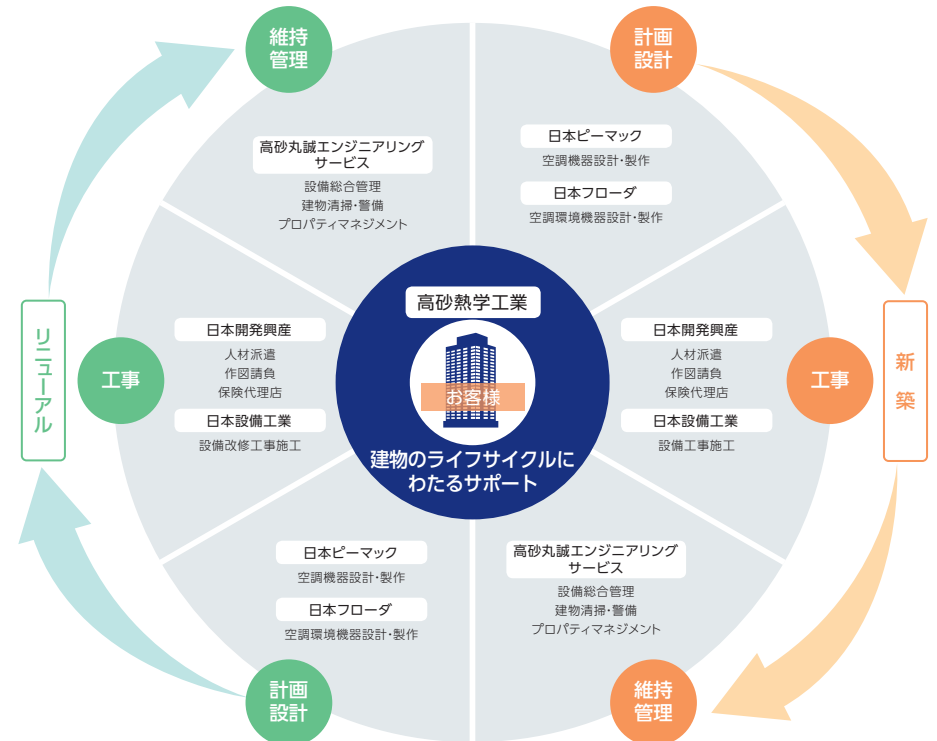 維持
管理
計画
設計
高砂丸誠エンジニアリング
サービス
設備総合管理
建物清掃・警備
プロパティマネジメント
日本ピーマック
空調機器設計・製作
日本フローダ
空調環境機器設計・製作
リニューアル
工事
日本開発興産
人材派遣
作図請負
保険代理店
日本設備工業
設備改修工事施工
高砂熱学工業
お客様
建物のライフサイクルに
わたるサポート
日本開発興産
人材派遣
作図請負
保険代理店
日本設備工業
設備工事施工
工事
新築
日本ピーマック
空調機器設計・製作
日本フローダ
空調環境機器設計・製作
高砂丸誠エンジニアリング
サービス
設備総合管理
建物清掃・警備
プロパティマネジメント
計画
設計
維持
管理